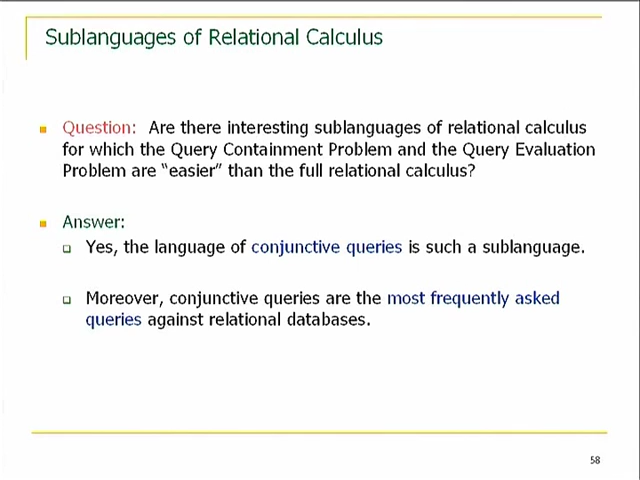 Sublanguages of Relational Calculus
Question: Are there interesting sublanguages of relational calculus
for which the Query Containment Problem and the Query Evaluation
Problem are “easier” than the full relational calculus?
Answer:
Yes, the language of conjunctive queries is such a sublanguage.
Moreover, conjunctive queries are the most frequently asked
queries against relational databases.
58